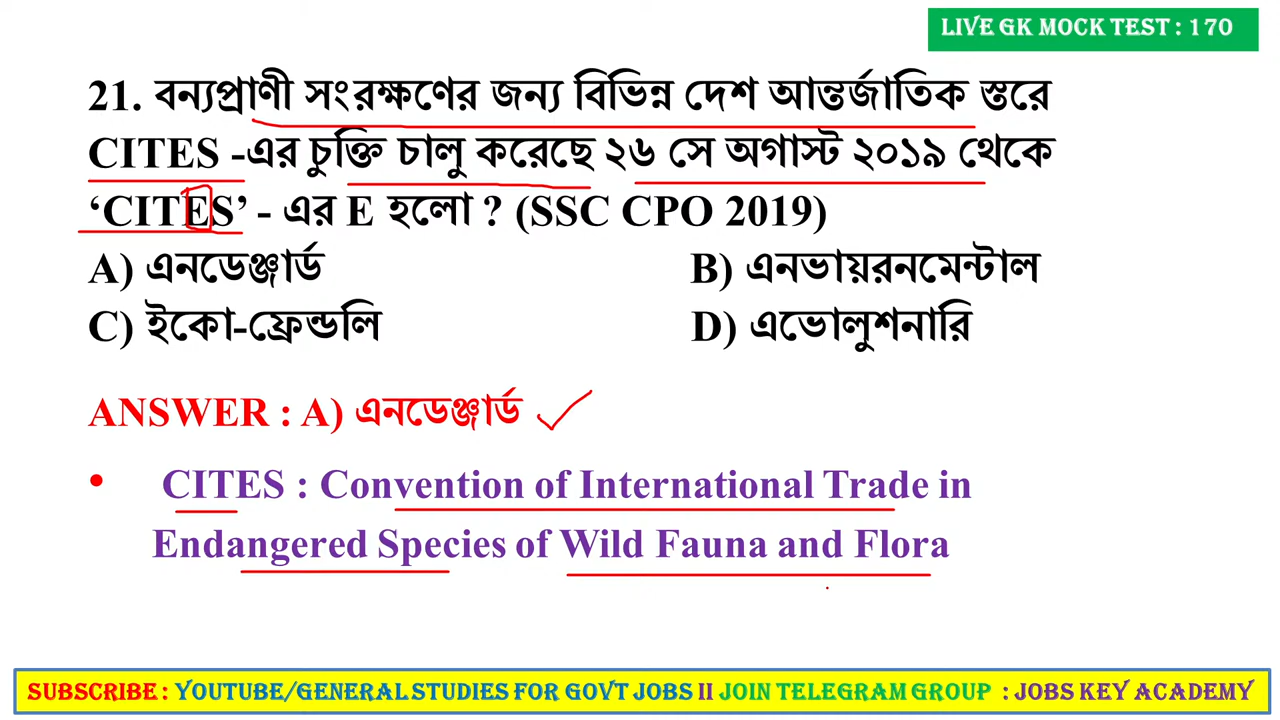 LIVE GK MOCK TEST : 170
21. বন্যপ্রাণী সংরক্ষণের জন্য বিভিন্ন দেশ আন্তর্জাতিক স্তরে
CITES -এর চুক্তি চালু করেছে ২৬ সে অগাস্ট ২০১৯ থেকে
‘CITES’ - এর E হলো ? (SSC CPO 2019)
A) এনডেঞ্জার্ড B) এনভায়রনমেন্টাল
C) ইকো-ফ্রেন্ডলি D) এভোলুশনারি
ANSWER : A) এনডেঞ্জার্ড
• CITES : Convention of International Trade in
Endangered Species of Wild Fauna and Flora
SUBSCRIBE : YOUTUBE/GENERAL STUDIES FOR GOVT JOBS II JOIN TELEGRAM GROUP : JOBS KEY ACADEMY